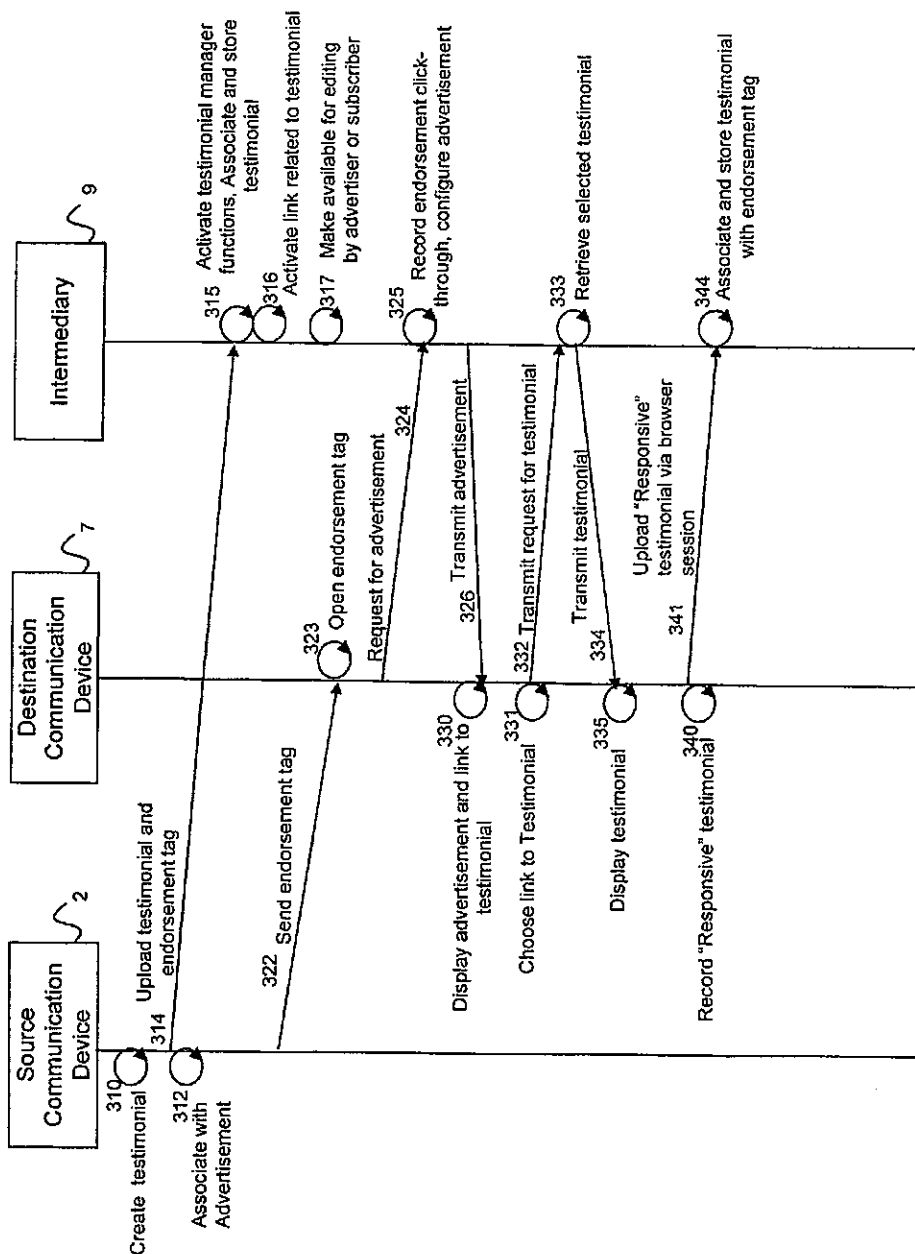 Source
Communication
Device
2
Destination
Communication
Device
7
Intermediary
9
310
Create testimonial
314
Upload testimonial and
endorsement tag
312
Associate with
Advertisement
315
Activate testimonial manager
functions, Associate and store
testimonial
316
Activate link related to testimonial
317
Make available for editing
by advertiser or subscriber
322
Send endorsement tag
323
Open endorsement tag
Request for advertisement
324
325
Record endorsement click-
through, configure advertisement
326
Transmit advertisement
330
Display advertisement and link to
testimonial
331
Choose link to Testimonial
332
Transmit request for testimonial
333
Retrieve selected testimonial
Transmit testimonial
334
335
Display testimonial
340
Record "Responsive" testimonial
341
Upload "Responsive"
testimonial via browser
session
344
Associate and store testimonial
with endorsement tag